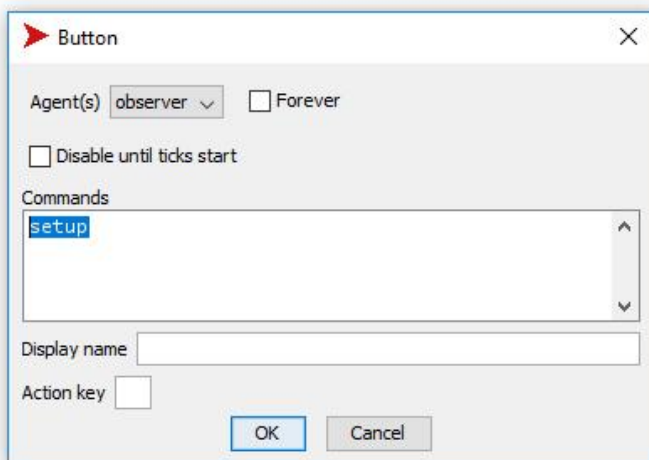 Button
Agent(s) observer Forever
Disable until ticks start
Commands
setup
Display name
Action key
OK Cancel